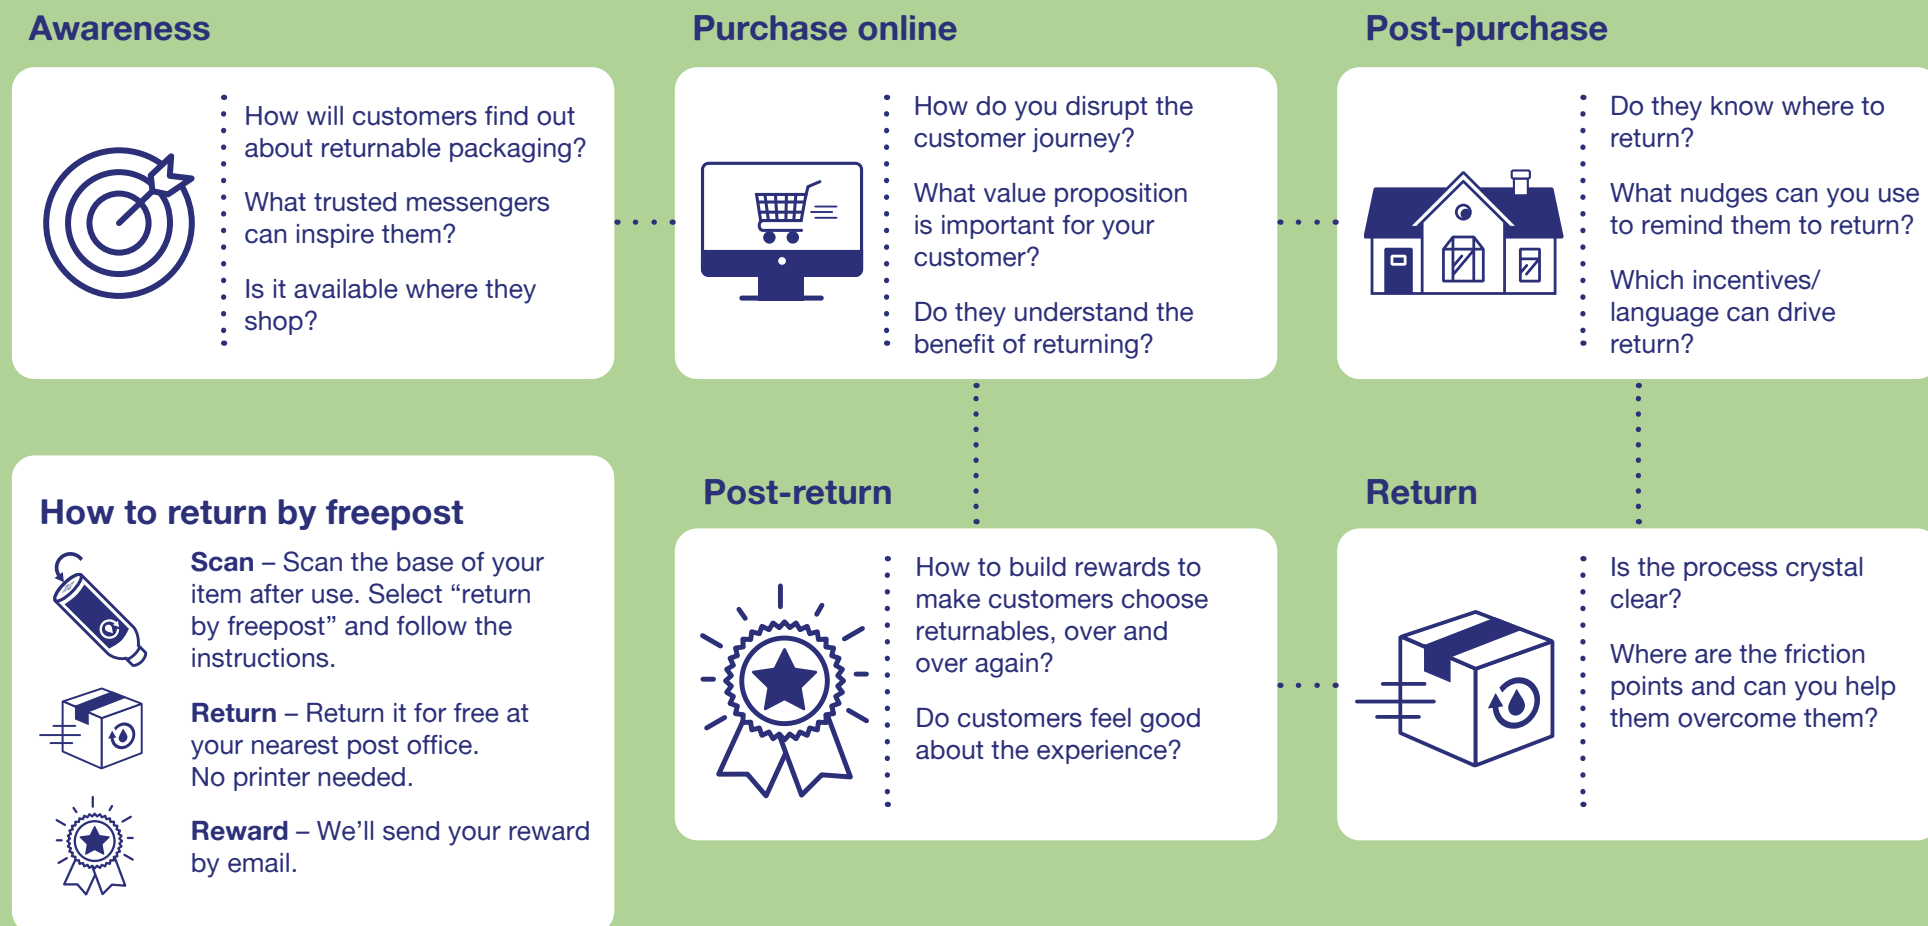 Awareness
How will customers find out
about returnable packaging?
What trusted messengers
can inspire them?
Is it available where they
shop?
Purchase online
How do you disrupt the
customer journey?
What value proposition
is important for your
customer?
Do they understand the
benefit of returning?
Post-purchase
Do they know where to
return?
What nudges can you use
to remind them to return?
Which incentives/
language can drive
return?
How to return by freepost
Scan – Scan the base of your
item after use. Select “return
by freepost” and follow the
instructions.
Return – Return it for free at
your nearest post office.
No printer needed.
Reward – We’ll send your reward
by email.
Post-return
How to build rewards to
make customers choose
returnables, over and
over again?
Do customers feel good
about the experience?
Return
Is the process crystal
clear?
Where are the friction
points and can you help
them overcome them?